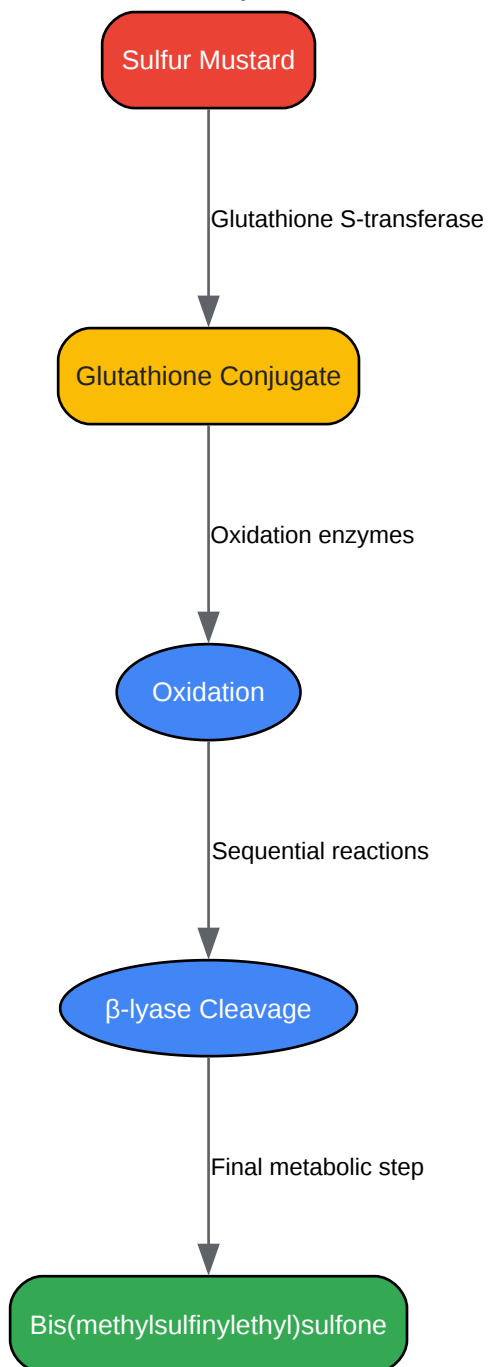 Sulfur Mustard
Glutathione S-transferase
Glutathione Conjugate
Oxidation enzymes
Oxidation
Sequential reactions
β-lyase Cleavage
Final metabolic step
Bis(methylsulfinylethyl)sulfone